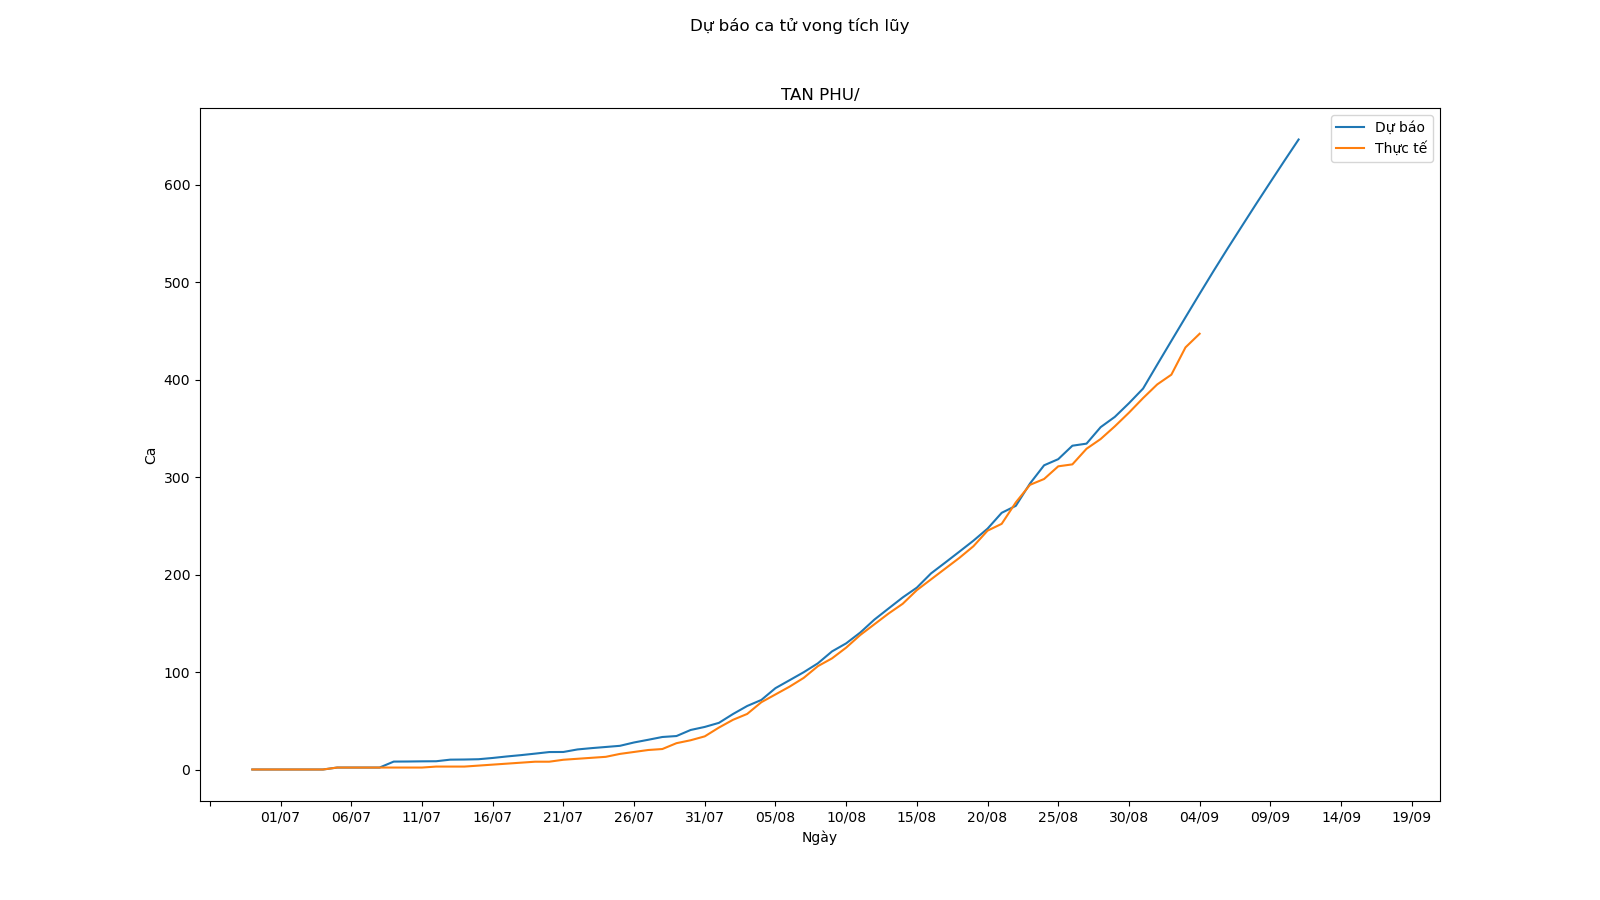 Dự báo ca tử vong tích lũy
TAN PHU/
Dự báo
Thực tế
600
500
400
300
200
100
0
Ca
01/07 06/07 11/07 16/07 21/07 26/07 31/07 05/08 10/08 15/08 20/08 25/08 30/08 04/09 09/09 14/09 19/09
Ngày